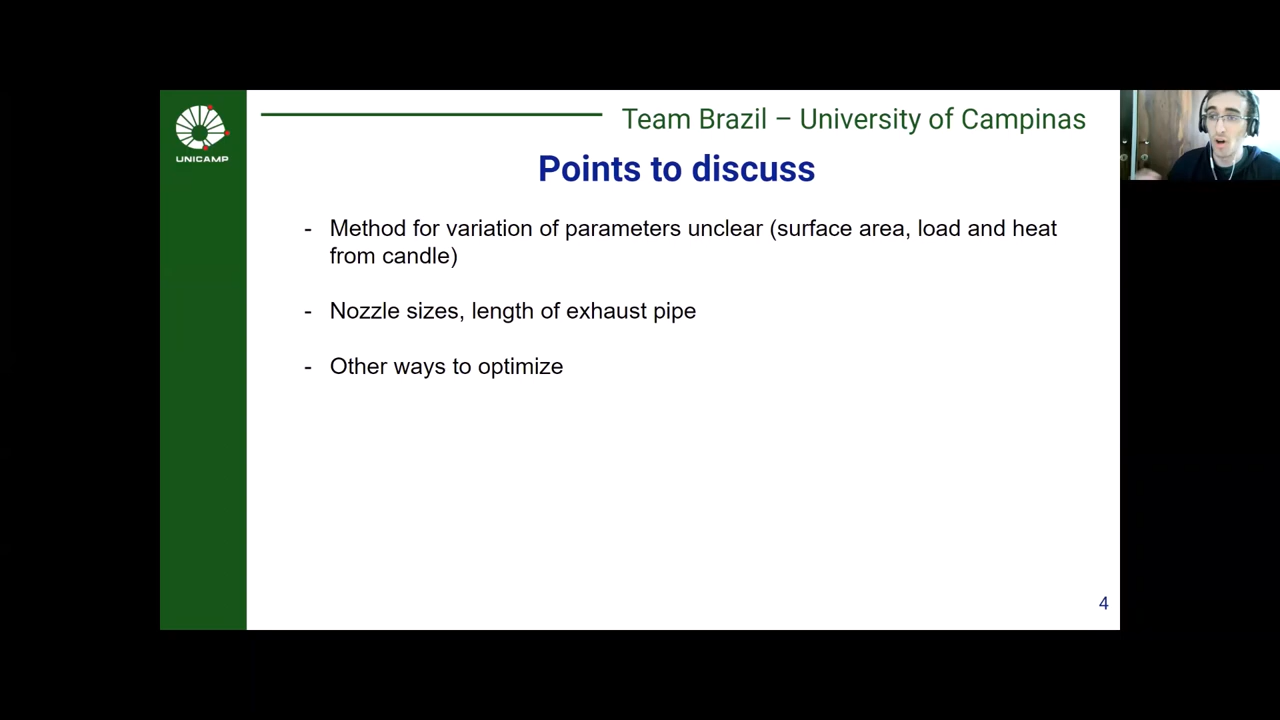 UNICAMP
Team Brazil – University of Campinas
Points to discuss
- Method for variation of parameters unclear (surface area, load and heat
from candle)
- Nozzle sizes, length of exhaust pipe
- Other ways to optimize
4